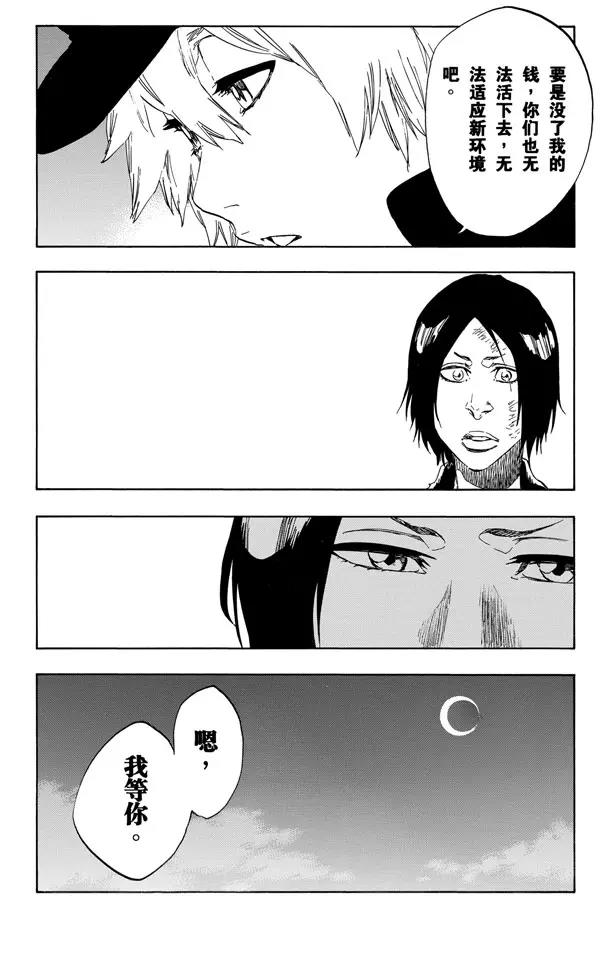 要是没了我的
钱，你们也无
法活下去，无
法适应新环境
吧。
嗯，
我等你。